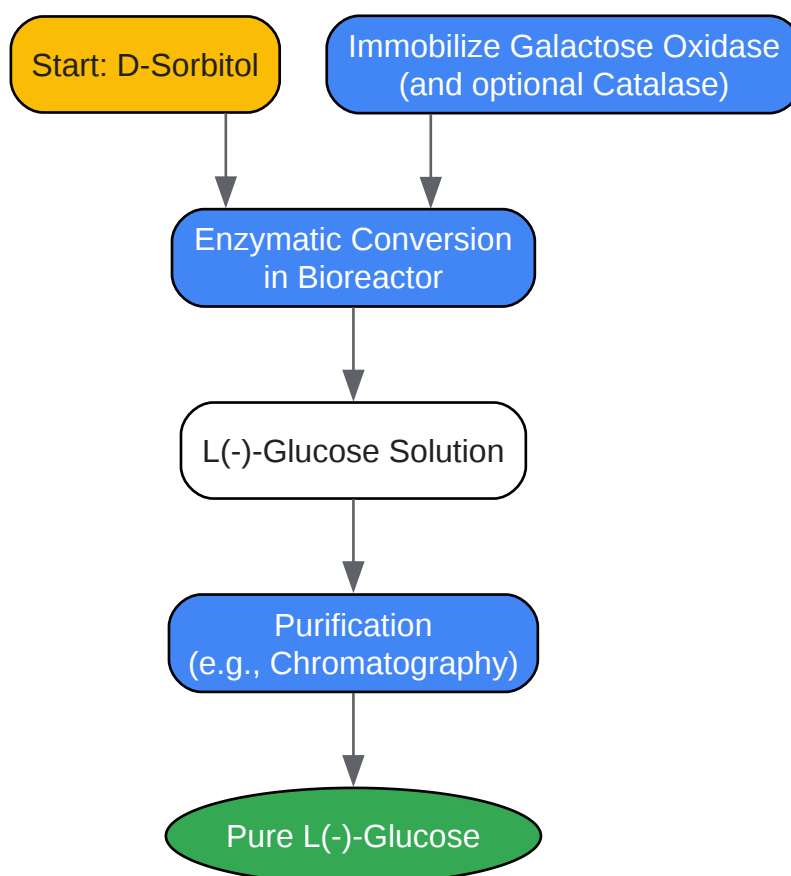 Start: D-Sorbitol
Immobilize Galactose Oxidase
(and optional Catalase)
Enzymatic Conversion
in Bioreactor
L(-)-Glucose Solution
Purification
(e.g., Chromatography)
Pure L(-)-Glucose